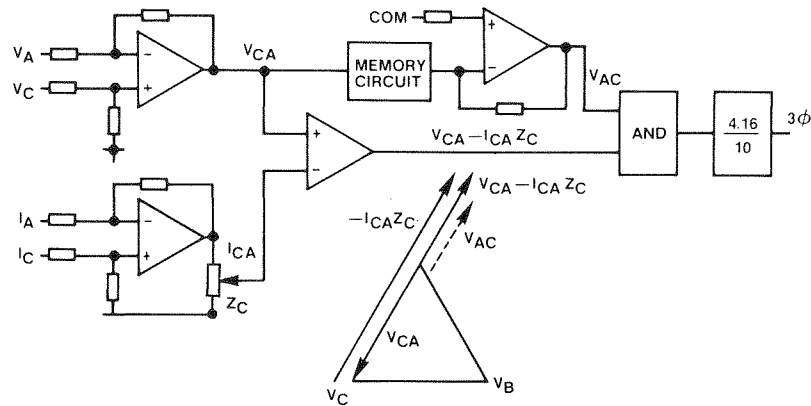 COM
V_A
V_C
V_CA
MEMORY
CIRCUIT
V_AC
AND
4.16
10
3ϕ
V_CA – I_CA Z_C
I_A
I_C
I_CA
Z_C
–I_CA Z_C
V_CA – I_CA Z_C
V_AC
V_CA
V_C
V_B
+
−
−
+
+
−
−
+